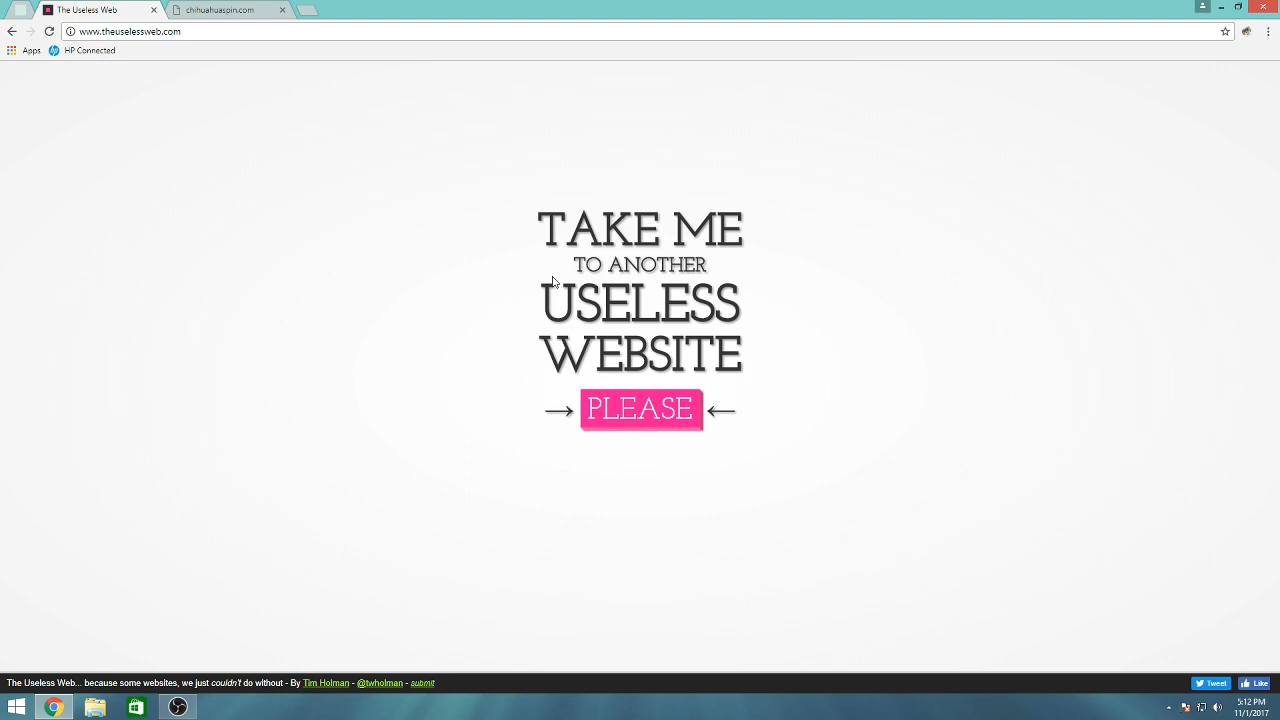 The Useless Web
chihuahuaspin.com
www.theuselessweb.com
Apps
HP Connected
TAKE ME
TO ANOTHER
USELESS
WEBSITE
→ PLEASE ←
The Useless Web... because some websites, we just couldn't do without - By Tim Holman - @twholman - submit
Tweet
Like
5:12 PM
11/1/2017